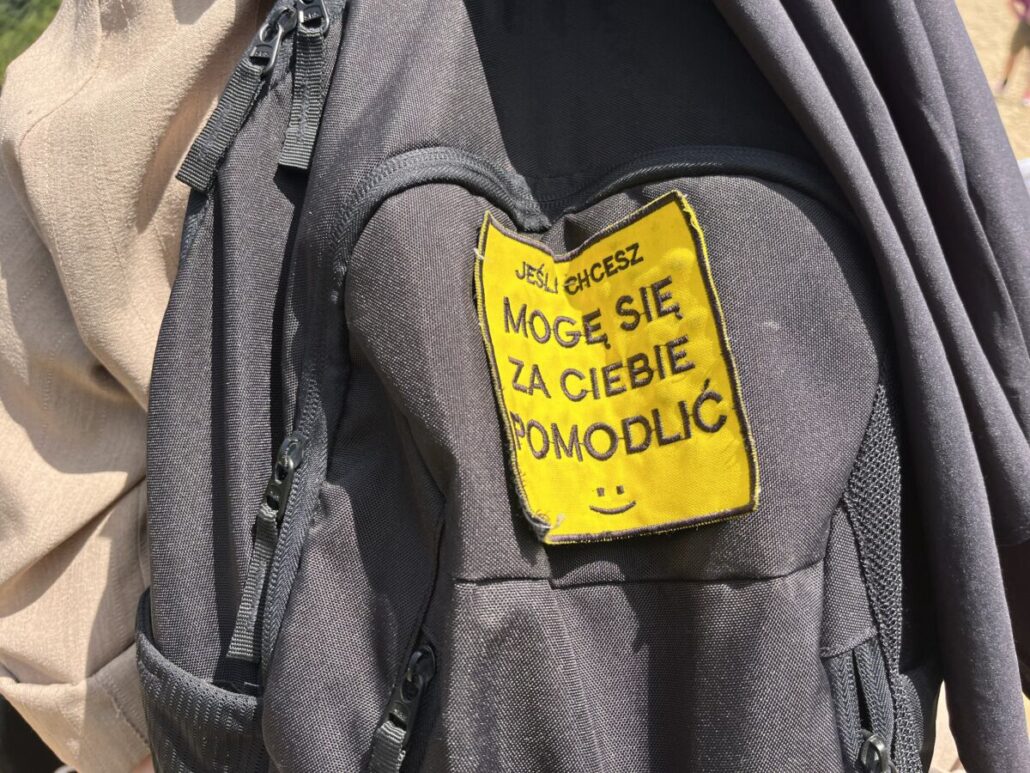 JEŚLI CHCESZ
MOGĘ SIĘ
ZA CIEBIE
POMODLIĆ